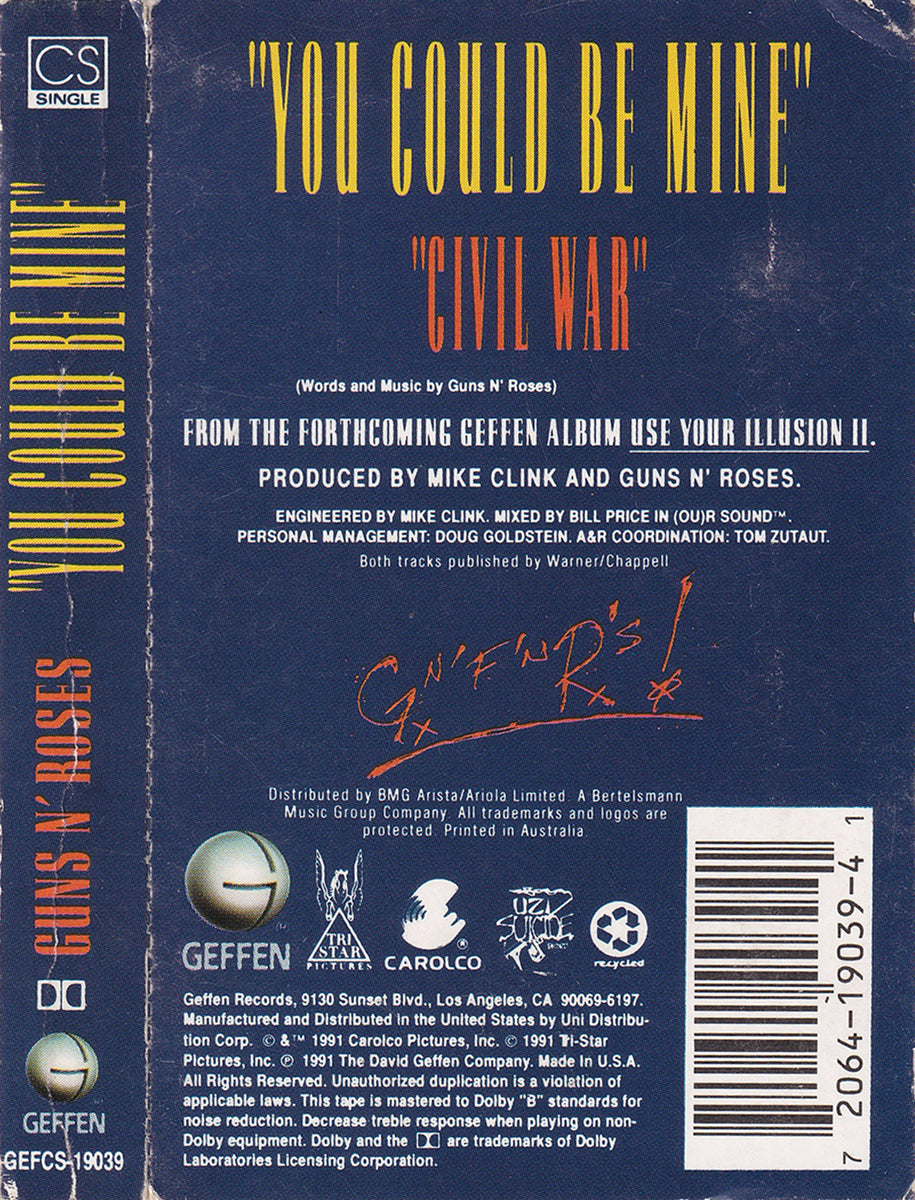 CS
SINGLE
"YOU COULD BE MINE"
GUNS N' ROSES
GEFFEN
GEFCS-19039
"YOU COULD BE MINE"
"CIVIL WAR"
(Words and Music by Guns N' Roses)
FROM THE FORTHCOMING GEFFEN ALBUM USE YOUR ILLUSION II.
PRODUCED BY MIKE CLINK AND GUNS N' ROSES.
ENGINEERED BY MIKE CLINK. MIXED BY BILL PRICE IN (OU)R SOUND™.
PERSONAL MANAGEMENT: DOUG GOLDSTEIN. A&R COORDINATION: TOM ZUTAUT.
Both tracks published by Warner/Chappell
GN'F'NR's!
Distributed by BMG Arista/Ariola Limited. A Bertelsmann
Music Group Company. All trademarks and logos are
protected. Printed in Australia.
GEFFEN
TRI
STAR
PICTURES
CAROLCO®
UZI
SUICIDE
recycled
Geffen Records, 9130 Sunset Blvd., Los Angeles, CA 90069-6197.
Manufactured and Distributed in the United States by Uni Distribu-
tion Corp. © &™ 1991 Carolco Pictures, Inc. © 1991 Tri-Star
Pictures, Inc. ℗ 1991 The David Geffen Company. Made In U.S.A.
All Rights Reserved. Unauthorized duplication is a violation of
applicable laws. This tape is mastered to Dolby "B" standards for
noise reduction. Decrease treble response when playing on non-
Dolby equipment. Dolby and the are trademarks of Dolby
Laboratories Licensing Corporation.
7 2064-19039-4 1